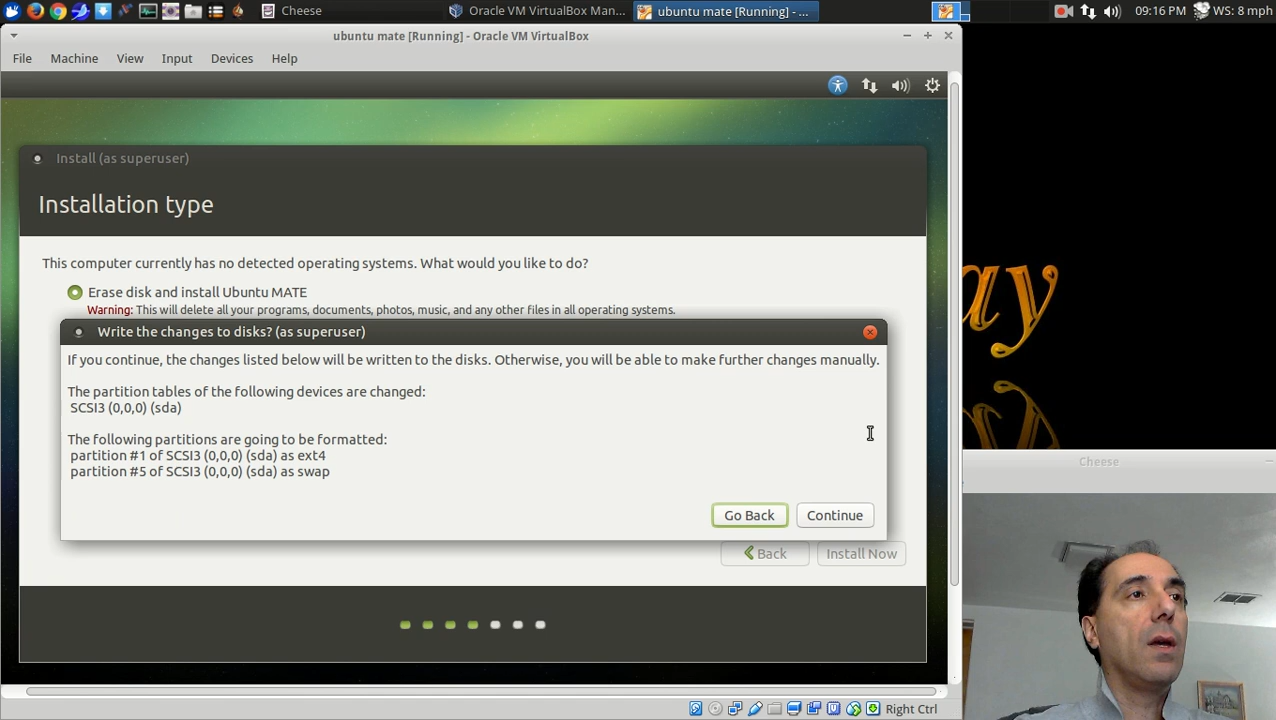 Cheese
Oracle VM VirtualBox Man...
ubuntu mate [Running] - ...
09:16 PM
WS: 8 mph
ubuntu mate [Running] - Oracle VM VirtualBox
File Machine View Input Devices Help
Install (as superuser)
Installation type
This computer currently has no detected operating systems. What would you like to do?
Erase disk and install Ubuntu MATE
Warning: This will delete all your programs, documents, photos, music, and any other files in all operating systems.
Write the changes to disks? (as superuser)
If you continue, the changes listed below will be written to the disks. Otherwise, you will be able to make further changes manually.
The partition tables of the following devices are changed:
SCSI3 (0,0,0) (sda)
The following partitions are going to be formatted:
partition #1 of SCSI3 (0,0,0) (sda) as ext4
partition #5 of SCSI3 (0,0,0) (sda) as swap
Go Back Continue
Back Install Now
Right Ctrl
ay
Cheese